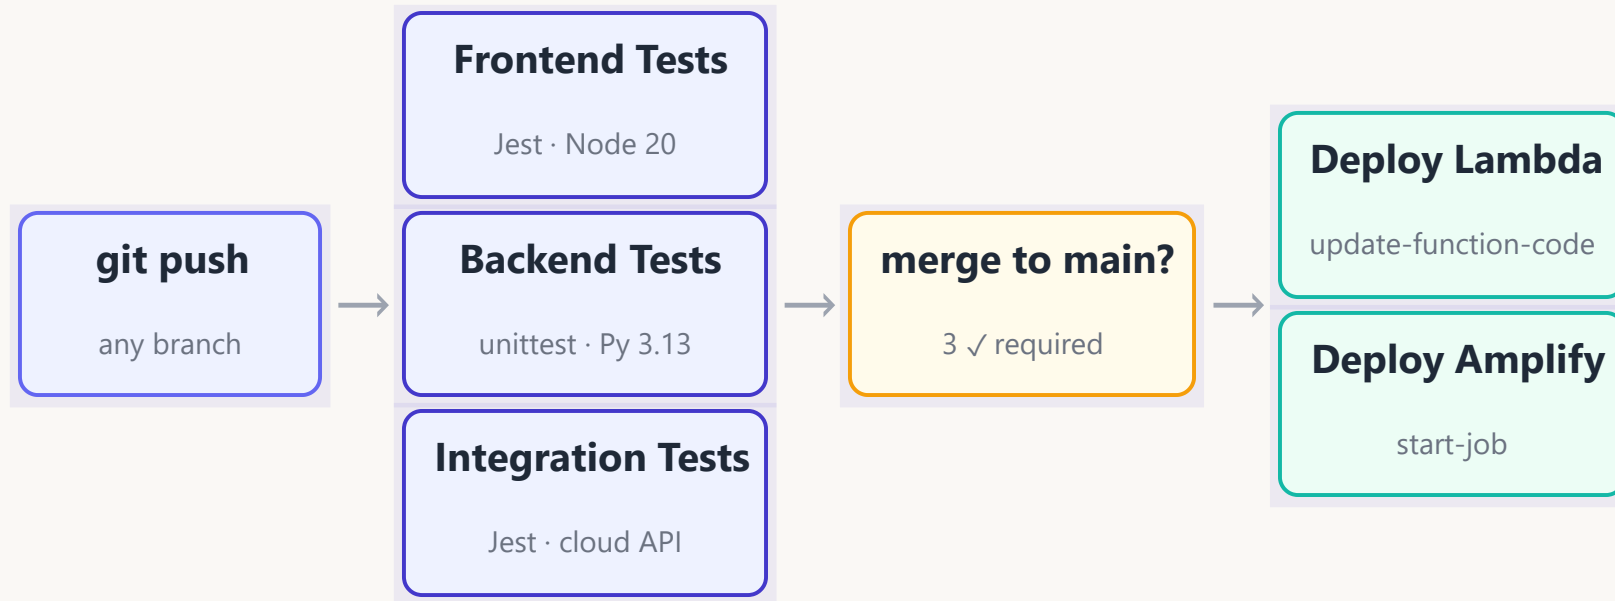 git push
any branch
→
Frontend Tests
Jest · Node 20
Backend Tests
unittest · Py 3.13
Integration Tests
Jest · cloud API
→
merge to main?
3 ✓ required
→
Deploy Lambda
update-function-code
Deploy Amplify
start-job